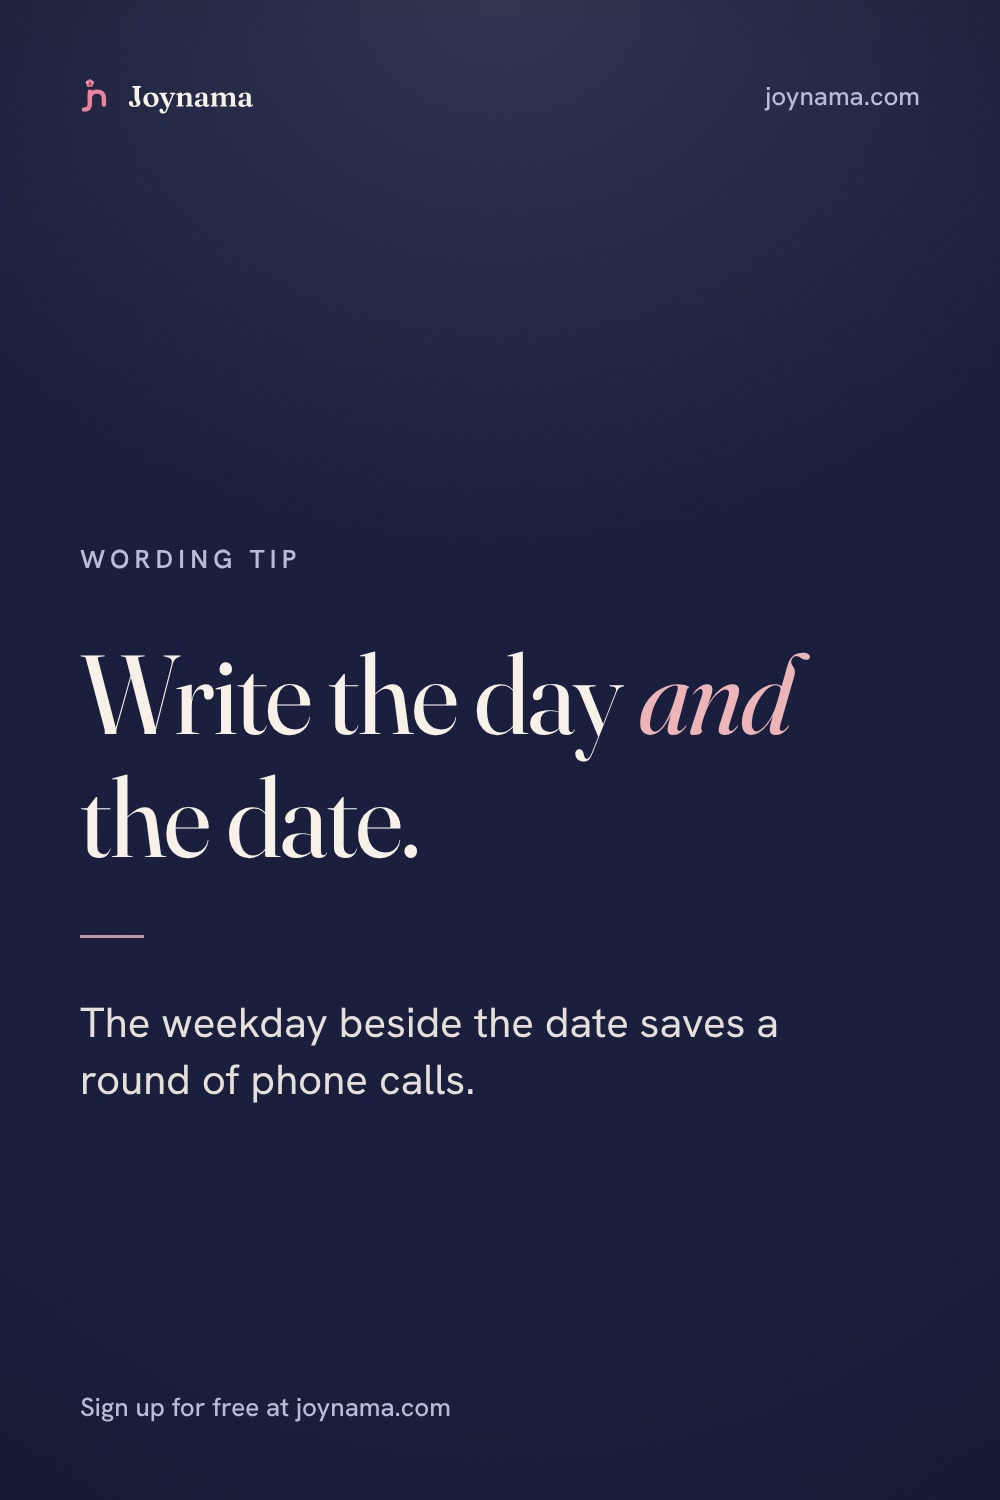 Joynama
joynama.com
WORDING TIP
Write the day and
the date.
The weekday beside the date saves a
round of phone calls.
Sign up for free at joynama.com